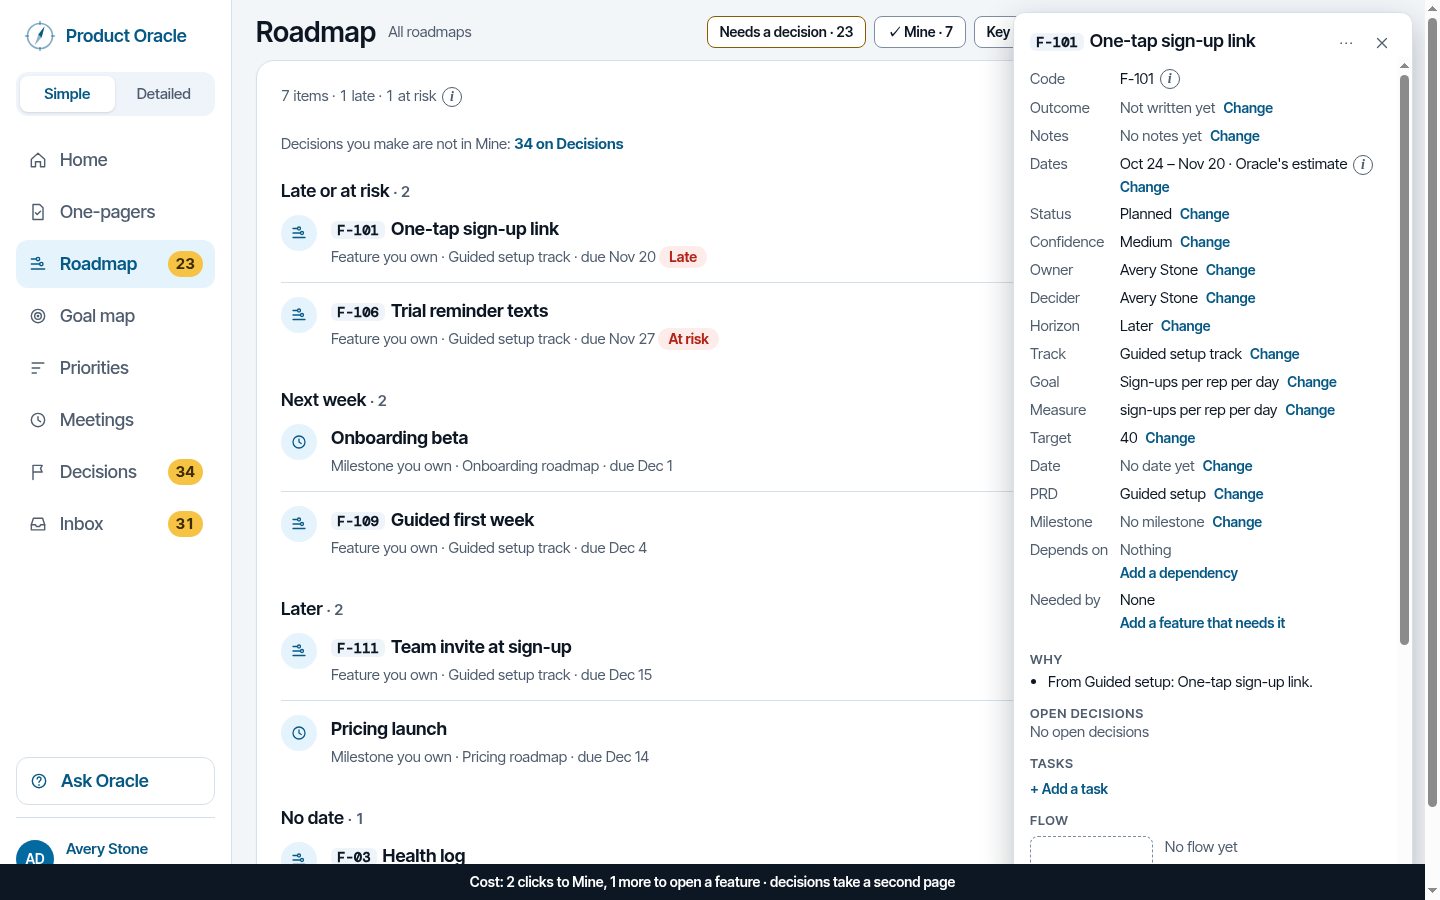 Product Oracle
Simple
Detailed
Home
One-pagers
Roadmap
23
Goal map
Priorities
Meetings
Decisions
34
Inbox
31
Ask Oracle
AD
Avery Stone
Roadmap
All roadmaps
Needs a decision · 23
✓ Mine · 7
Key
7 items · 1 late · 1 at risk i
Decisions you make are not in Mine: 34 on Decisions
Late or at risk · 2
F-101 One-tap sign-up link
Feature you own · Guided setup track · due Nov 20 Late
F-106 Trial reminder texts
Feature you own · Guided setup track · due Nov 27 At risk
Next week · 2
Onboarding beta
Milestone you own · Onboarding roadmap · due Dec 1
F-109 Guided first week
Feature you own · Guided setup track · due Dec 4
Later · 2
F-111 Team invite at sign-up
Feature you own · Guided setup track · due Dec 15
Pricing launch
Milestone you own · Pricing roadmap · due Dec 14
No date · 1
F-03 Health log
F-101 One-tap sign-up link
Code F-101 i
Outcome Not written yet Change
Notes No notes yet Change
Dates Oct 24 – Nov 20 · Oracle's estimate i
Change
Status Planned Change
Confidence Medium Change
Owner Avery Stone Change
Decider Avery Stone Change
Horizon Later Change
Track Guided setup track Change
Goal Sign-ups per rep per day Change
Measure sign-ups per rep per day Change
Target 40 Change
Date No date yet Change
PRD Guided setup Change
Milestone No milestone Change
Depends on Nothing
Add a dependency
Needed by None
Add a feature that needs it
WHY
• From Guided setup: One-tap sign-up link.
OPEN DECISIONS
No open decisions
TASKS
+ Add a task
FLOW
No flow yet
Cost: 2 clicks to Mine, 1 more to open a feature · decisions take a second page